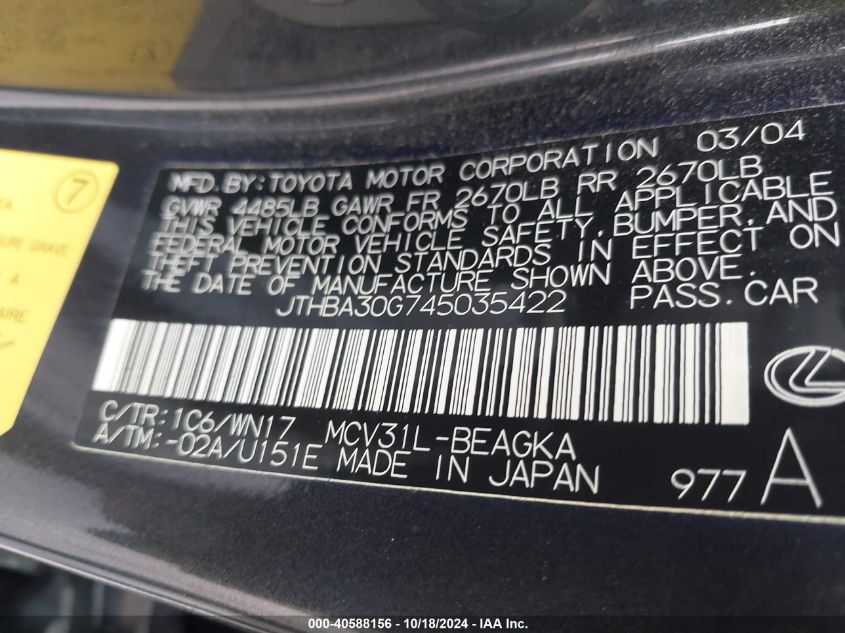 MFD. BY: TOYOTA MOTOR CORPORATION 03/04
GVWR 4485LB GAWR FR 2670LB RR 2670LB
THIS VEHICLE CONFORMS TO ALL APPLICABLE
FEDERAL MOTOR VEHICLE SAFETY, BUMPER, AND
THEFT PREVENTION STANDARDS IN EFFECT ON
THE DATE OF MANUFACTURE SHOWN ABOVE.
JTHBA30G745035422 PASS. CAR
C/TR: 1C6/WN17 MCV31L-BEAGKA
A/TM: -02A/U151E MADE IN JAPAN
977 A
7
URE GRAVE
À
AIRE.
000-40588156 - 10/18/2024 - IAA Inc.